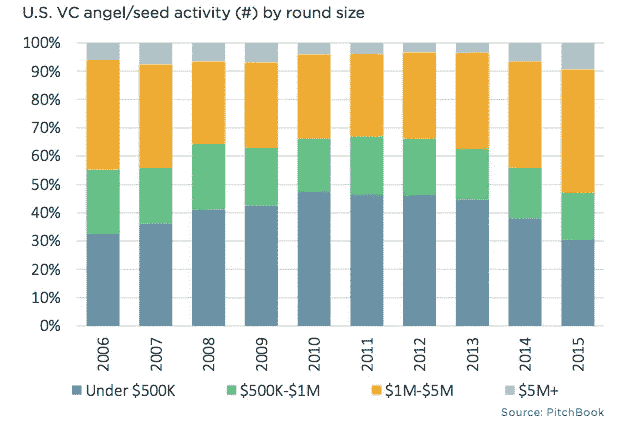 U.S. VC angel/seed activity (#) by round size
100%
90%
80%
70%
60%
50%
40%
30%
20%
10%
0%
2006 2007 2008 2009 2010 2011 2012 2013 2014 2015
Under $500K $500K-$1M $1M-$5M $5M+
Source: PitchBook